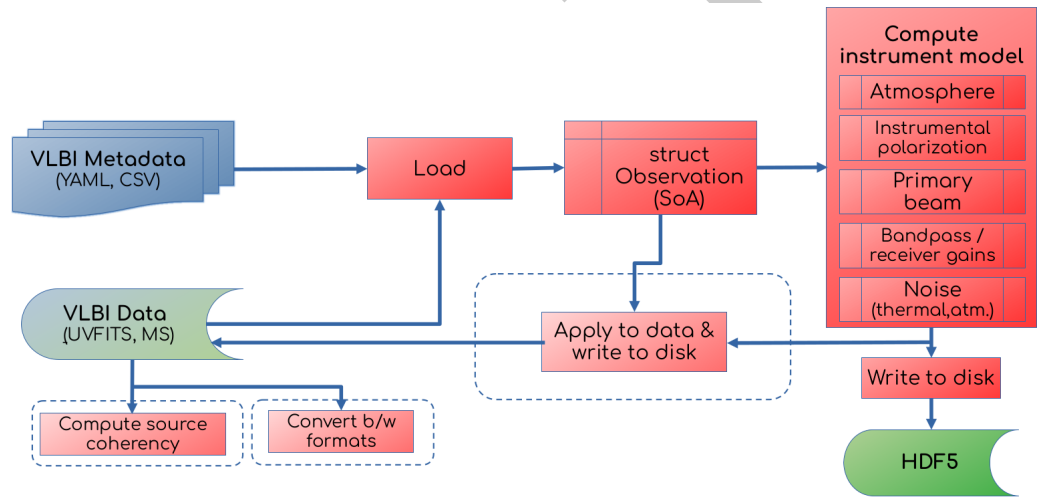 VLBI Metadata
(YAML, CSV)
Load
struct
Observation
(SoA)
Compute
instrument model
Atmosphere
Instrumental
polarization
Primary
beam
Bandpass /
receiver gains
Noise
(thermal,atm.)
VLBI Data
(UVFITS, MS)
Apply to data &
write to disk
Write to disk
Compute source
coherency
Convert b/w
formats
HDF5